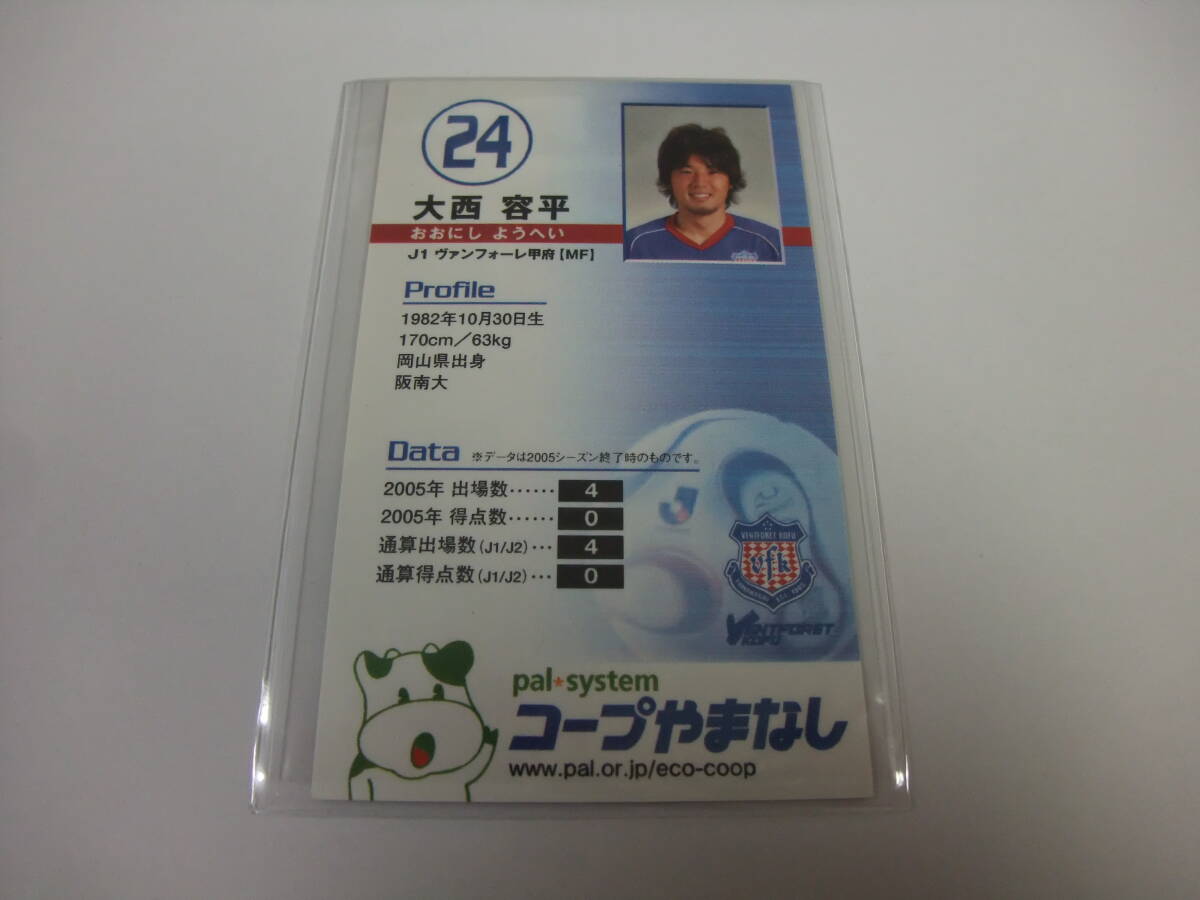 24
大西 容平
おおにし ようへい
J1 ヴァンフォーレ甲府【MF】
Profile
1982年10月30日生
170cm／63kg
岡山県出身
阪南大
Data ※データは2005シーズン終了時のものです。
2005年 出場数…… 4
2005年 得点数…… 0
通算出場数(J1/J2)… 4
通算得点数(J1/J2)… 0
VENTFORET KOFU
vfk
VENTFORET
KOFU
pal★system
コープやまなし
www.pal.or.jp/eco-coop